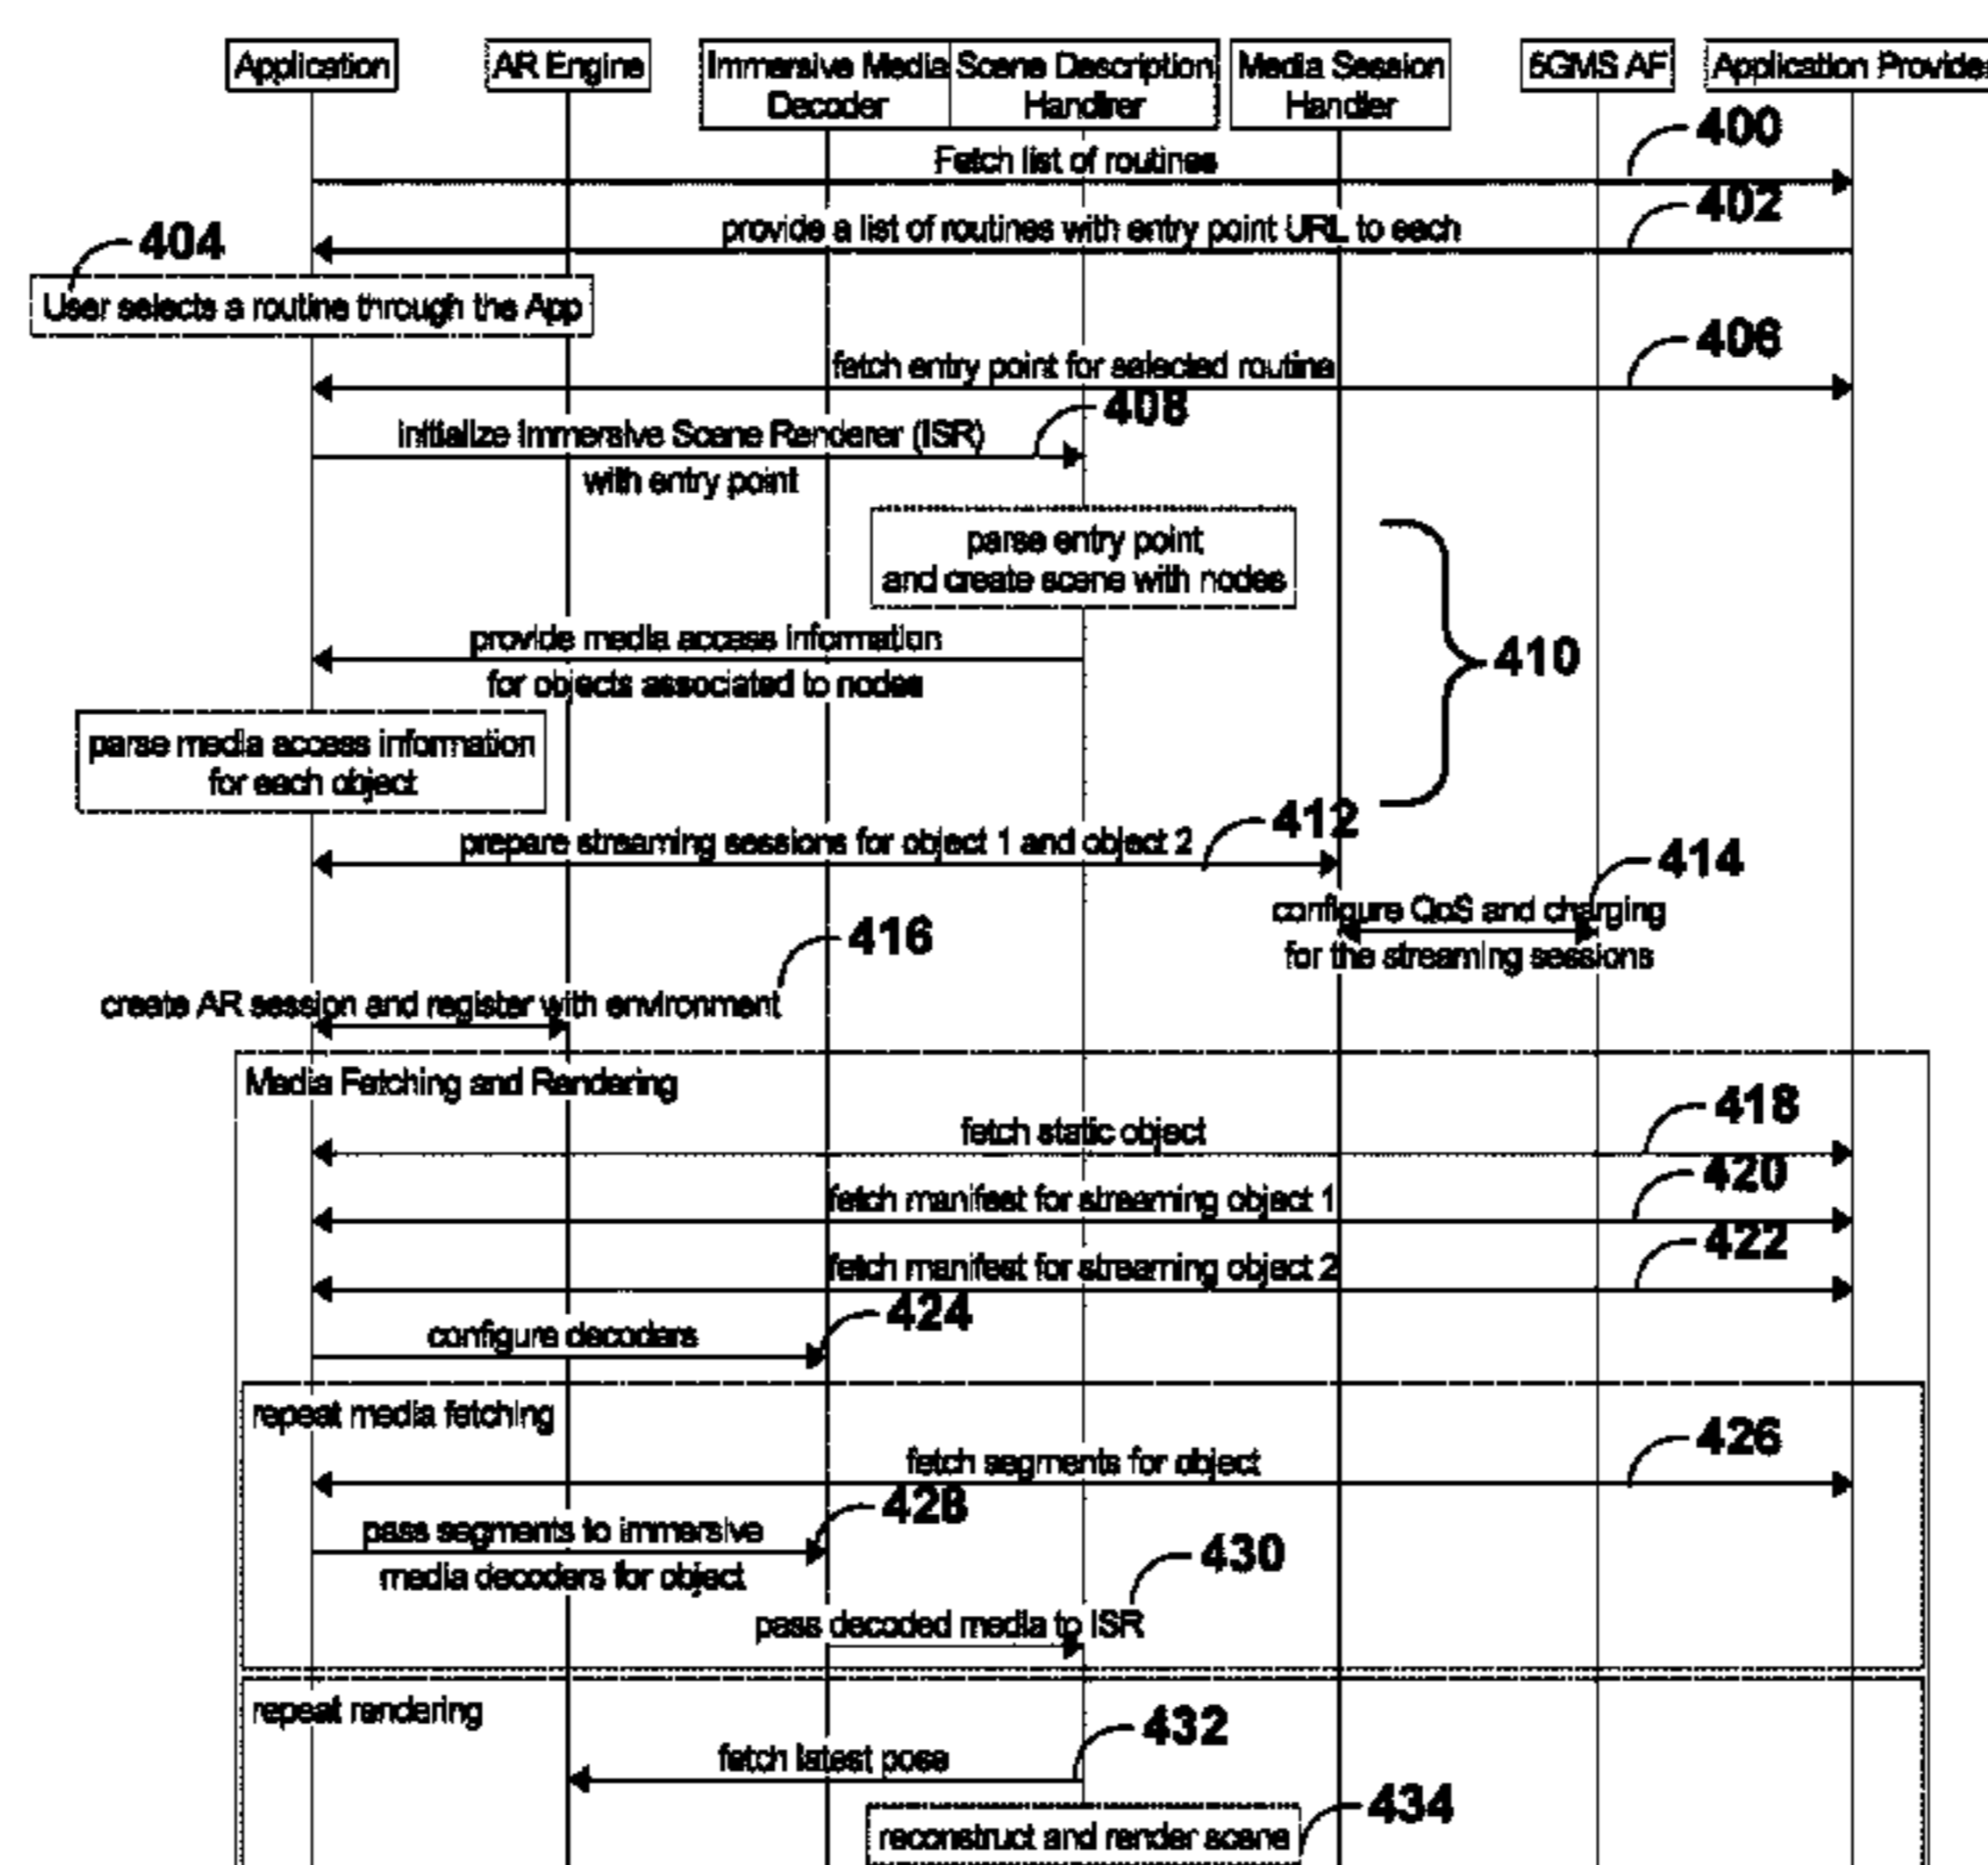 Application
AR Engine
Immersive Media
Decoder
Scene Description
Handlrer
Media Session
Handler
5GMS AF
Application Provider
400
Fetch list of routines
402
provide a list of routines with entry point URL to each
404
User selects a routine through the App
406
fetch entry point for selected routine
408
initialize Immersive Scene Renderer (ISR)
with entry point
parse entry point
and create scene with nodes
provide media access information
for objects associated to nodes
410
parse media access information
for each object
412
prepare streaming sessions for object 1 and object 2
414
configure QoS and charging
for the streaming sessions
416
create AR session and register with environment
Media Fetching and Rendering
418
fetch static object
420
fetch manifest for streaming object 1
422
fetch manifest for streaming object 2
424
configure decoders
repeat media fetching
426
fetch segments for object
428
pass segments to immersive
media decoders for object
430
pass decoded media to ISR
repeat rendering
432
fetch latest pose
434
reconstruct and render scene